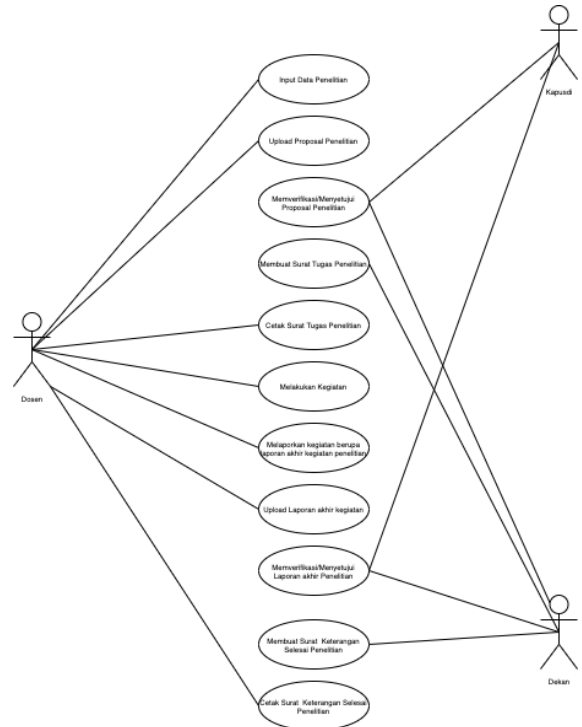 Kapusdi
Input Data Penelitian
Upload Proposal Penelitian
Memverifikasi/Menyetujui
Proposal Penelitian
Membuat Surat Tugas Penelitian
Cetak Surat Tugas Penelitian
Dosen
Melakukan Kegiatan
Melaporkan kegiatan berupa
laporan akhir kegiatan penelitian
Upload Laporan akhir kegiatan
Memverifikasi/Menyetujui
Laporan akhir Penelitian
Membuat Surat Keterangan
Selesai Penelitian
Dekan
Cetak Surat Keterangan Selesai
Penelitian